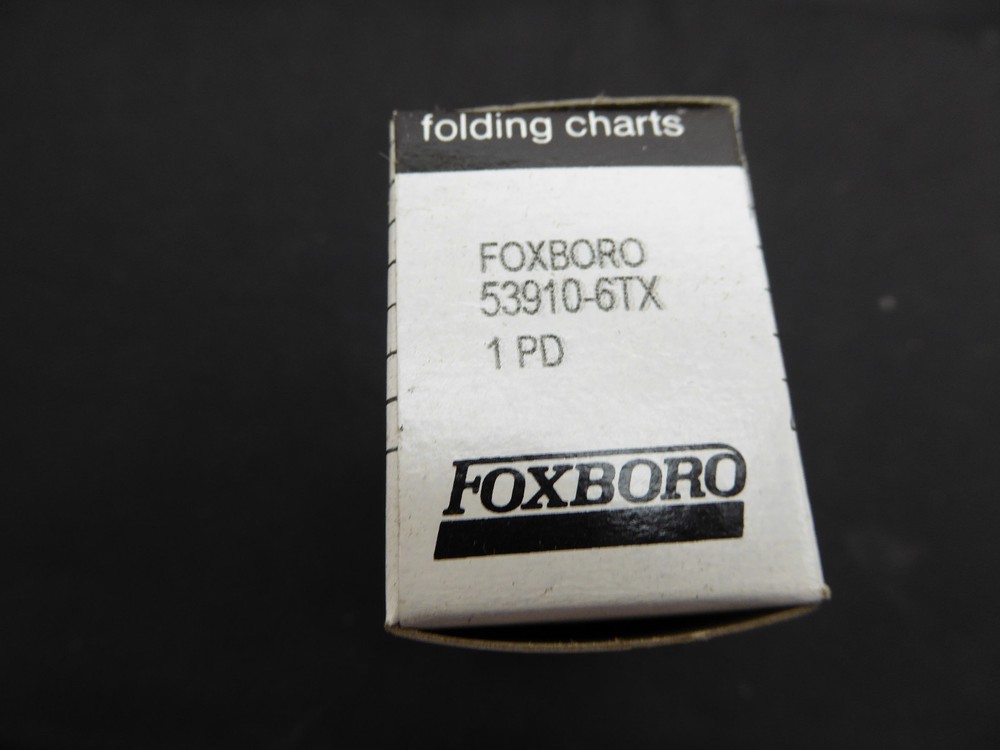 folding charts
FOXBORO
53910-6TX
1 PD
FOXBORO